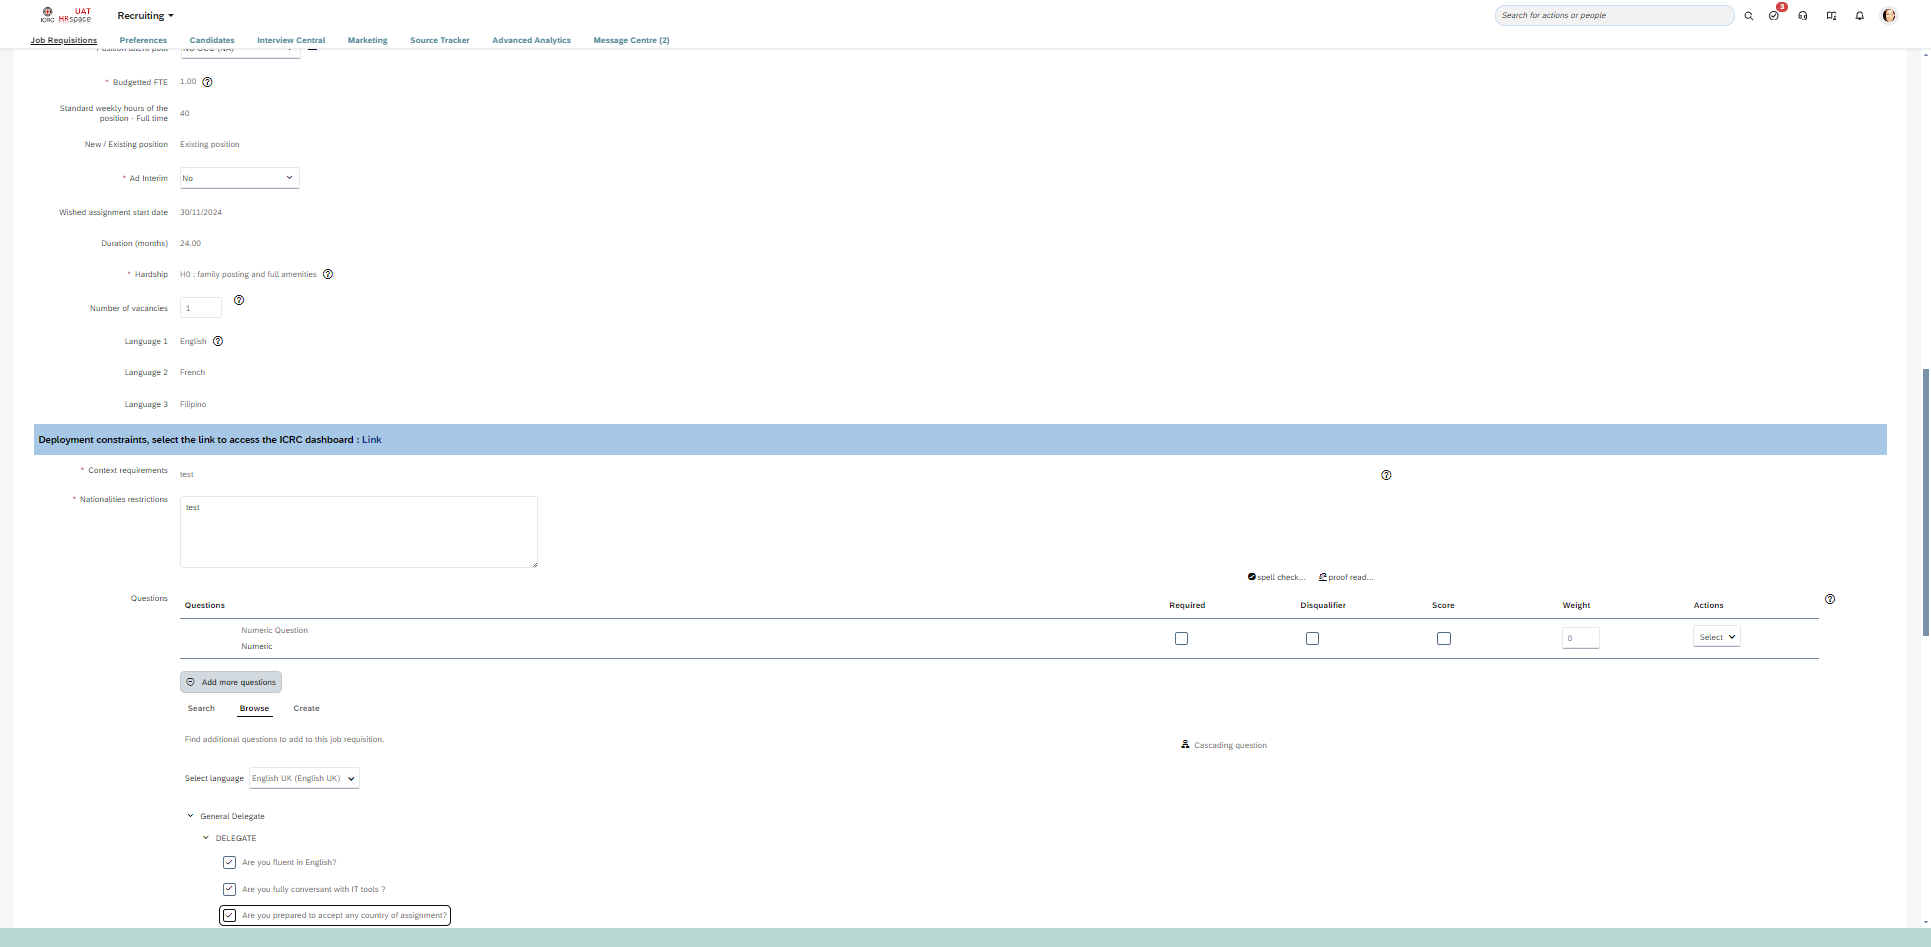 ICRC
UAT
HRspace
Recruiting
Search for actions or people
3
Job Requisitions
Preferences
Candidates
Interview Central
Marketing
Source Tracker
Advanced Analytics
Message Centre (2)
* Budgetted FTE
1.00
Standard weekly hours of the
position - Full time
40
New / Existing position
Existing position
* Ad Interim
No
Wished assignment start date
30/11/2024
Duration (months)
24.00
* Hardship
H0 : family posting and full amenities
Number of vacancies
1
Language 1
English
Language 2
French
Language 3
Filipino
Deployment constraints, select the link to access the ICRC dashboard : Link
* Context requirements
test
* Nationalities restrictions
test
spell check...
proof read...
Questions
Questions
Required
Disqualifier
Score
Weight
Actions
Numeric Question
Numeric
0
Select
Add more questions
Search
Browse
Create
Find additional questions to add to this job requisition.
Cascading question
Select language
English UK (English UK)
General Delegate
DELEGATE
Are you fluent in English?
Are you fully conversant with IT tools ?
Are you prepared to accept any country of assignment?